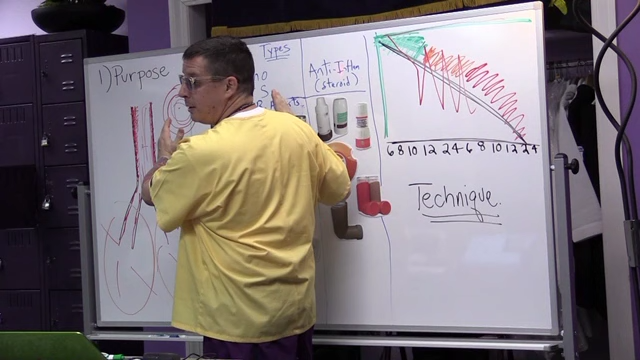 1) Purpose
Types
Anti-Inflam
(steroid)
6 8 10 12 2 4 6 8 10 12 2 4
Technique.